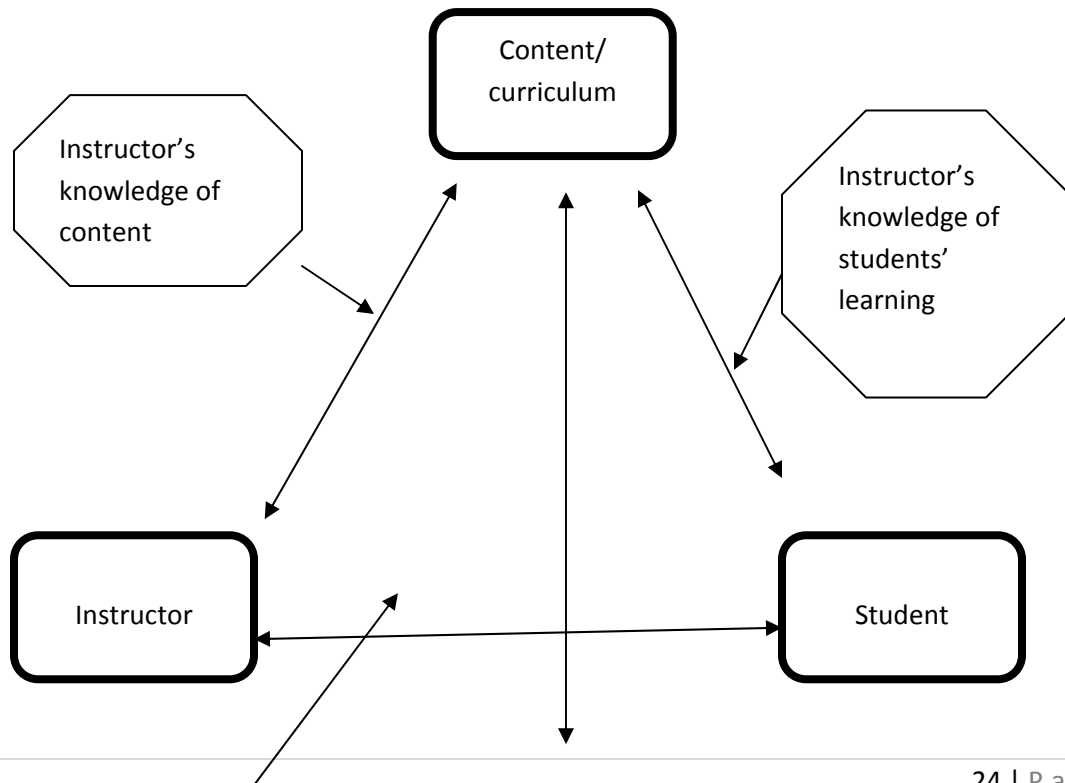 Content/
curriculum
Instructor’s
knowledge of
content
Instructor’s
knowledge of
students’
learning
Instructor
Student
24 | P a